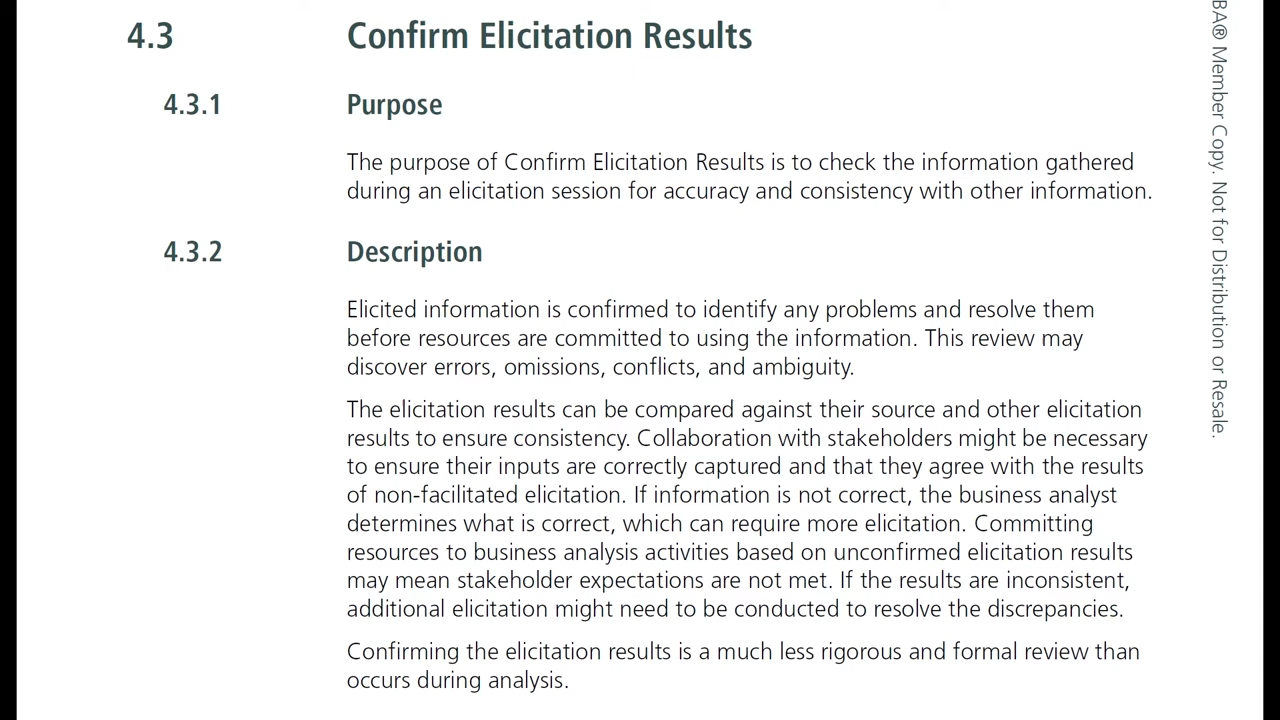 4.3 Confirm Elicitation Results
4.3.1 Purpose
The purpose of Confirm Elicitation Results is to check the information gathered
during an elicitation session for accuracy and consistency with other information.
4.3.2 Description
Elicited information is confirmed to identify any problems and resolve them
before resources are committed to using the information. This review may
discover errors, omissions, conflicts, and ambiguity.
The elicitation results can be compared against their source and other elicitation
results to ensure consistency. Collaboration with stakeholders might be necessary
to ensure their inputs are correctly captured and that they agree with the results
of non-facilitated elicitation. If information is not correct, the business analyst
determines what is correct, which can require more elicitation. Committing
resources to business analysis activities based on unconfirmed elicitation results
may mean stakeholder expectations are not met. If the results are inconsistent,
additional elicitation might need to be conducted to resolve the discrepancies.
Confirming the elicitation results is a much less rigorous and formal review than
occurs during analysis.
BA® Member Copy. Not for Distribution or Resale.